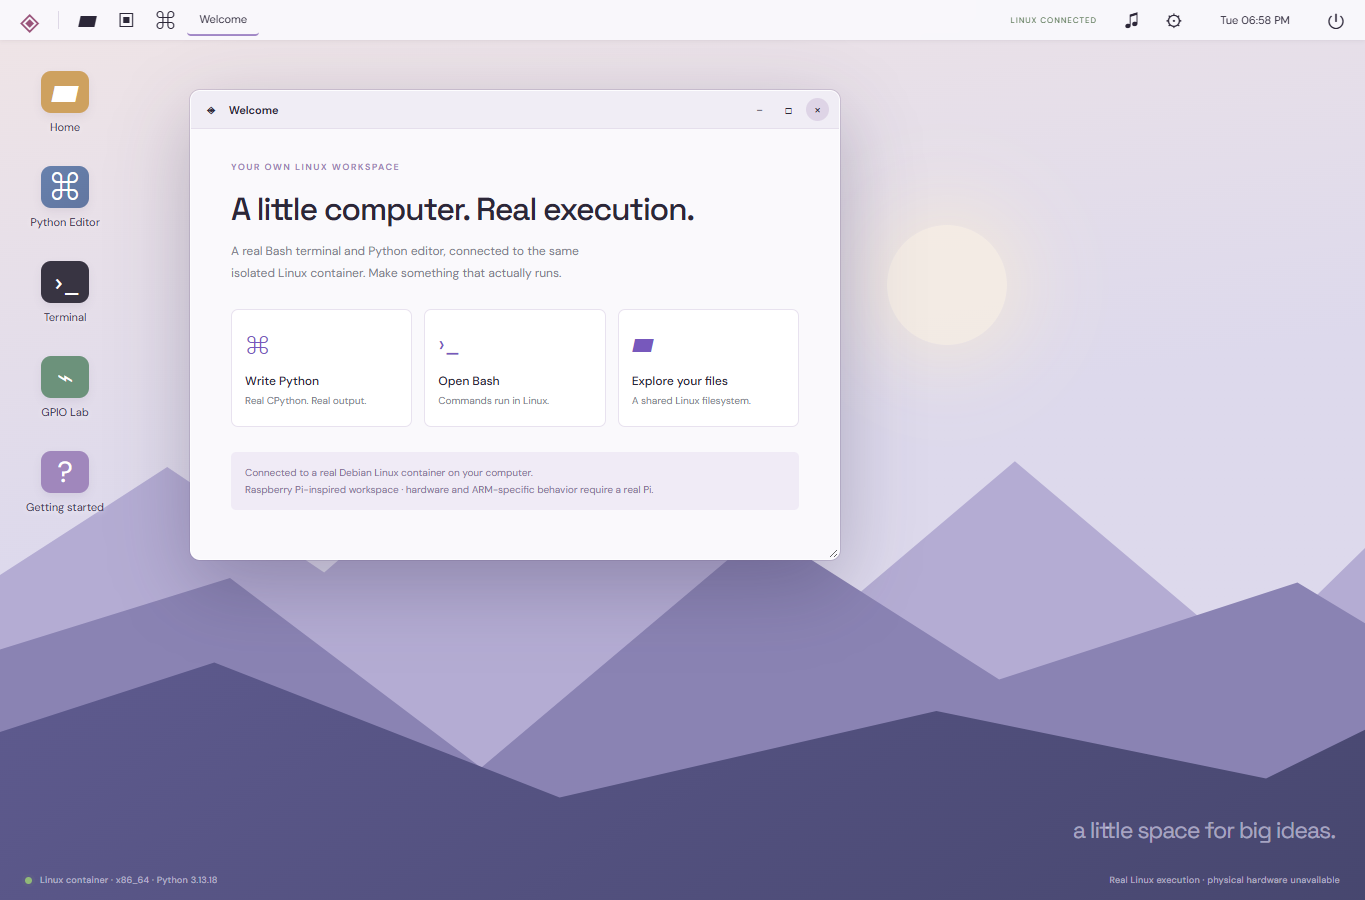 Welcome
LINUX CONNECTED
Tue 06:58 PM
Home
Python Editor
Terminal
GPIO Lab
Getting started
Welcome
YOUR OWN LINUX WORKSPACE
A little computer. Real execution.
A real Bash terminal and Python editor, connected to the same
isolated Linux container. Make something that actually runs.
Write Python
Real CPython. Real output.
Open Bash
Commands run in Linux.
Explore your files
A shared Linux filesystem.
Connected to a real Debian Linux container on your computer.
Raspberry Pi-inspired workspace · hardware and ARM-specific behavior require a real Pi.
a little space for big ideas.
Linux container · x86_64 · Python 3.13.18
Real Linux execution · physical hardware unavailable